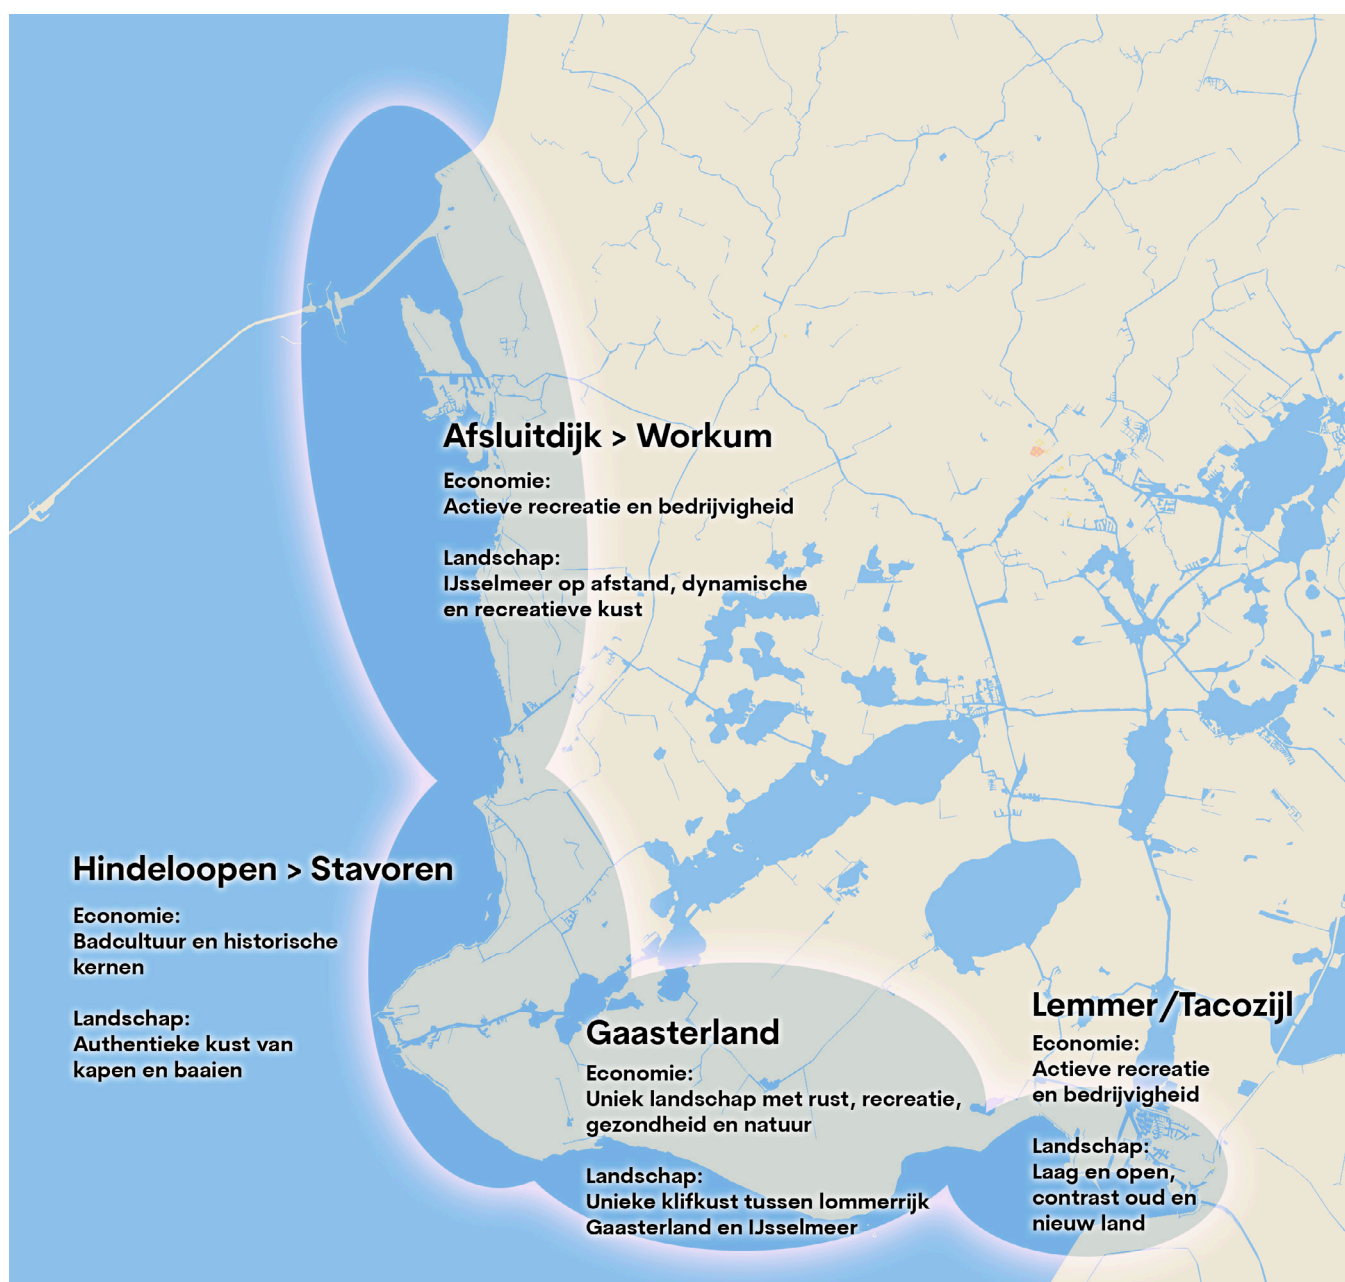 Afsluitdijk > Workum
Economie:
Actieve recreatie en bedrijvigheid
Landschap:
IJsselmeer op afstand, dynamische
en recreatieve kust
Hindeloopen > Stavoren
Economie:
Badcultuur en historische
kernen
Landschap:
Authentieke kust van
kapen en baaien
Gaasterland
Economie:
Uniek landschap met rust, recreatie,
gezondheid en natuur
Landschap:
Unieke klifkust tussen lommerrijk
Gaasterland en IJsselmeer
Lemmer/Tacozijl
Economie:
Actieve recreatie
en bedrijvigheid
Landschap:
Laag en open,
contrast oud en
nieuw land